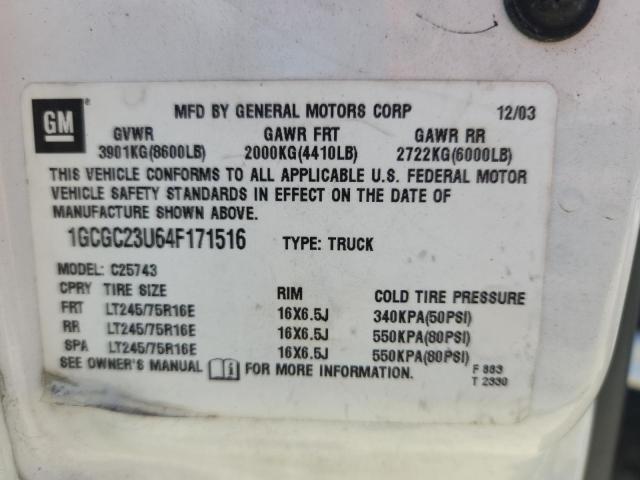 GM ® MFD BY GENERAL MOTORS CORP 12/03
GVWR GAWR FRT GAWR RR
3901KG(8600LB) 2000KG(4410LB) 2722KG(6000LB)
THIS VEHICLE CONFORMS TO ALL APPLICABLE U.S. FEDERAL MOTOR
VEHICLE SAFETY STANDARDS IN EFFECT ON THE DATE OF
MANUFACTURE SHOWN ABOVE.
1GCGC23U64F171516 TYPE: TRUCK
MODEL: C25743
CPRY TIRE SIZE RIM COLD TIRE PRESSURE
FRT LT245/75R16E 16X6.5J 340KPA(50PSI)
RR LT245/75R16E 16X6.5J 550KPA(80PSI)
SPA LT245/75R16E 16X6.5J 550KPA(80PSI)
SEE OWNER'S MANUAL FOR MORE INFORMATION. F 883
T 2330